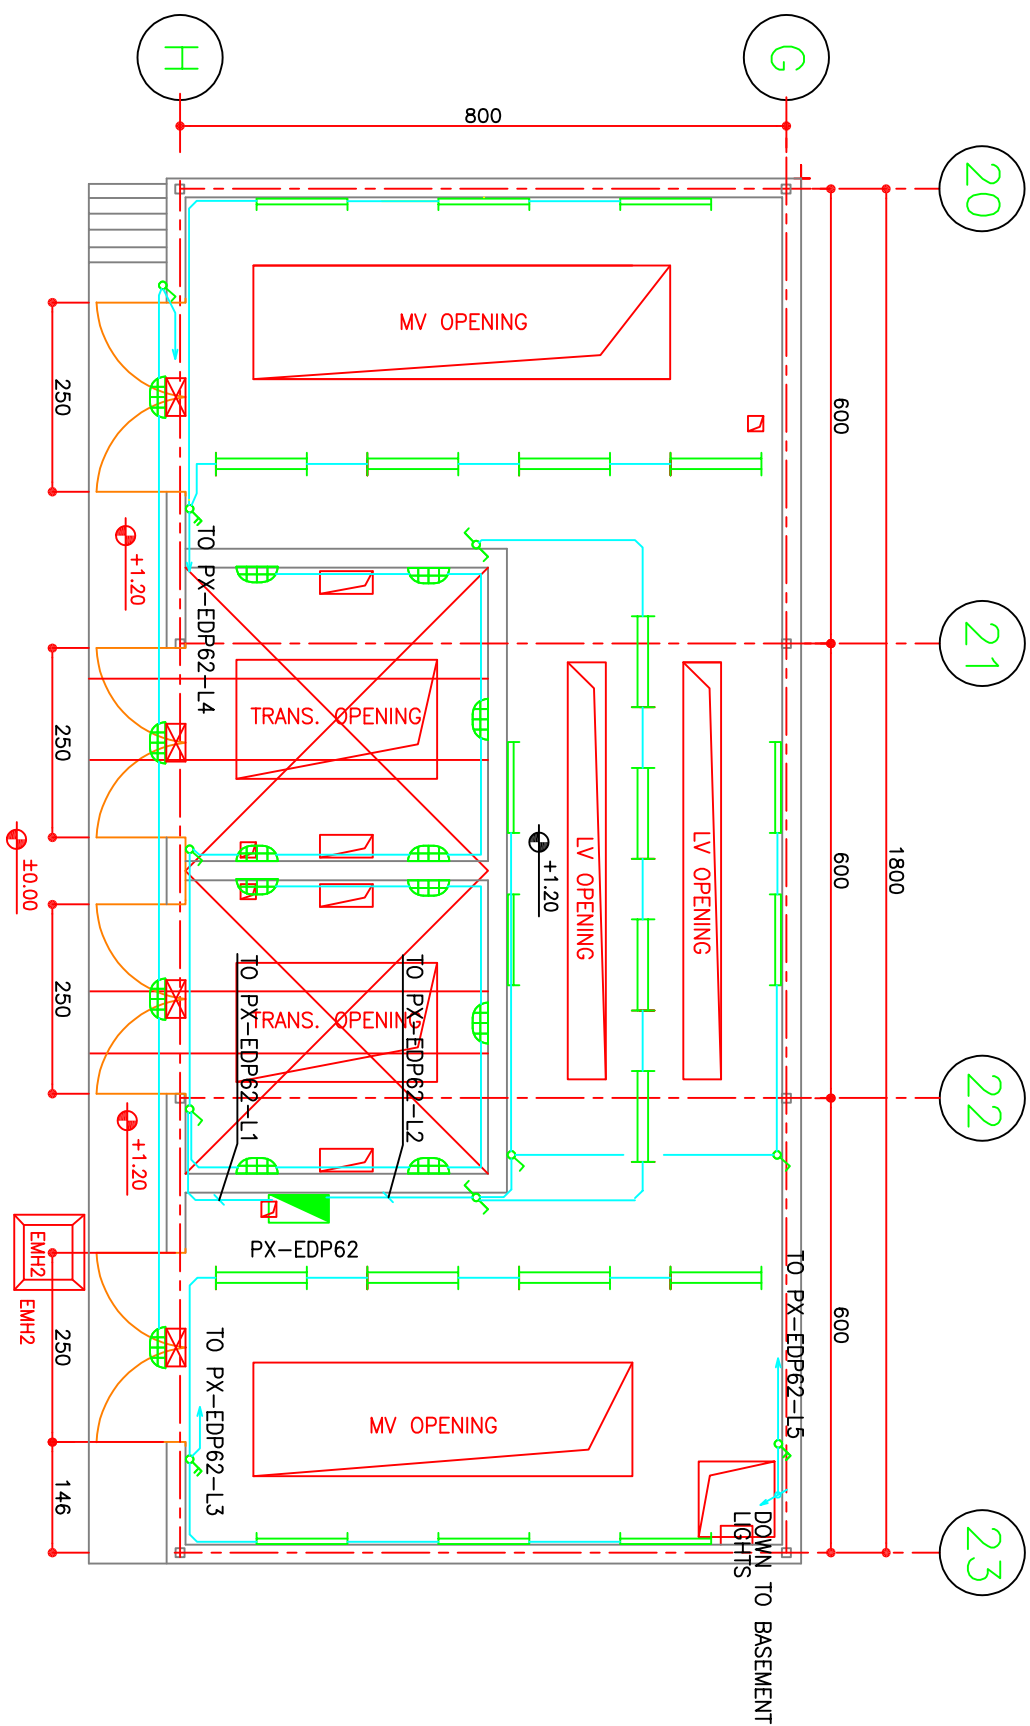 H
G
800
20
21
22
23
600
600
600
1800
MV OPENING
250
+1.20
TO PX-EDP62-L4
250
TRANS. OPENING
±0.00
+1.20
LV OPENING
LV OPENING
250
TRANS. OPENING
TO PX-EDP62-L1
TO PX-EDP62-L2
+1.20
PX-EDP62
EMH2
EMH2
250
TO PX-EDP62-L3
MV OPENING
TO PX-EDP62-L5
146
DOWN TO BASEMENT
LIGHTS